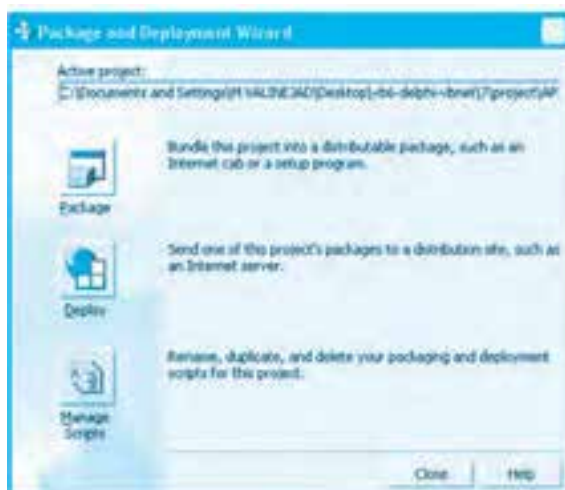 Package and Deployment Wizard
Active project:
Bundle this project into a distributable package, such as an
Internet cab or a setup program.
Package
Send one of this project's packages to a distribution site, such as
an Internet server.
Deploy
Rename, duplicate, and delete your packaging and deployment
scripts for this project.
Manage
Scripts
Close
Help